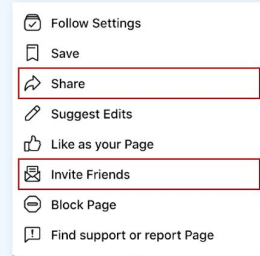 Follow Settings
Save
Share
Suggest Edits
Like as your Page
Invite Friends
Block Page
Find support or report Page